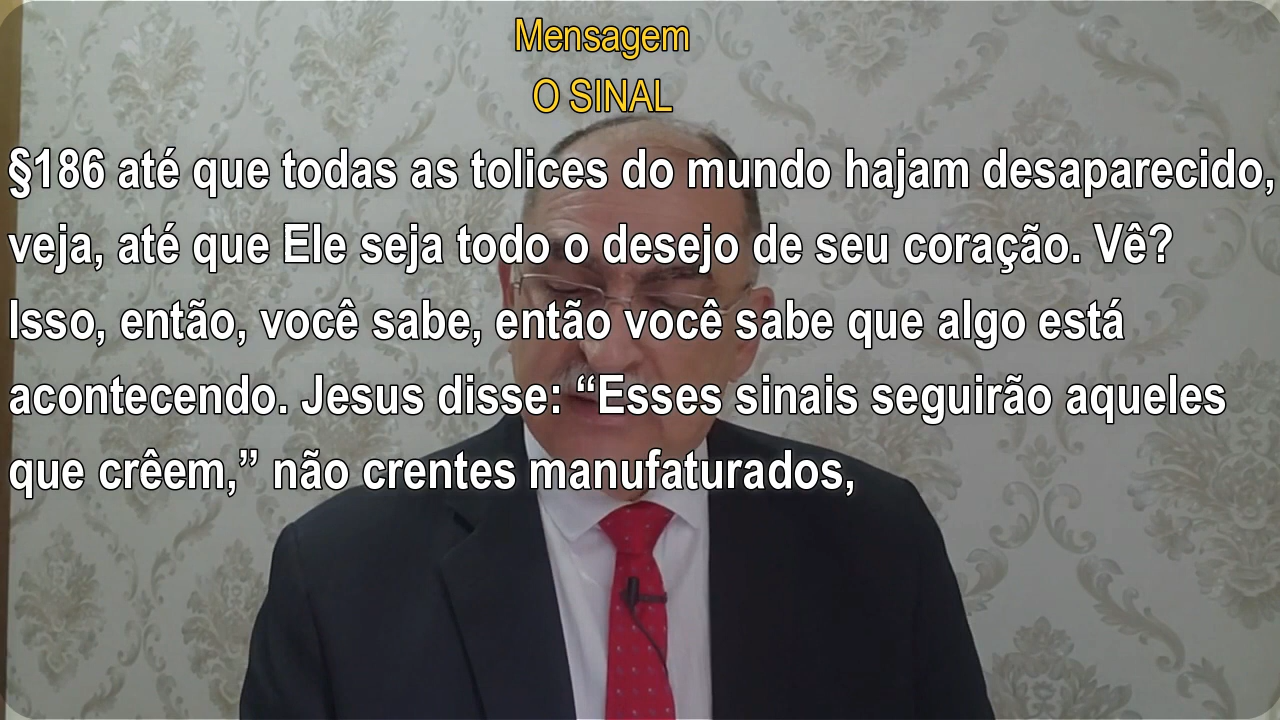 Mensagem
O SINAL
§186 até que todas as tolices do mundo hajam desaparecido,
veja, até que Ele seja todo o desejo de seu coração. Vê?
Isso, então, você sabe, então você sabe que algo está
acontecendo. Jesus disse: “Esses sinais seguirão aqueles
que crêem,” não crentes manufaturados,